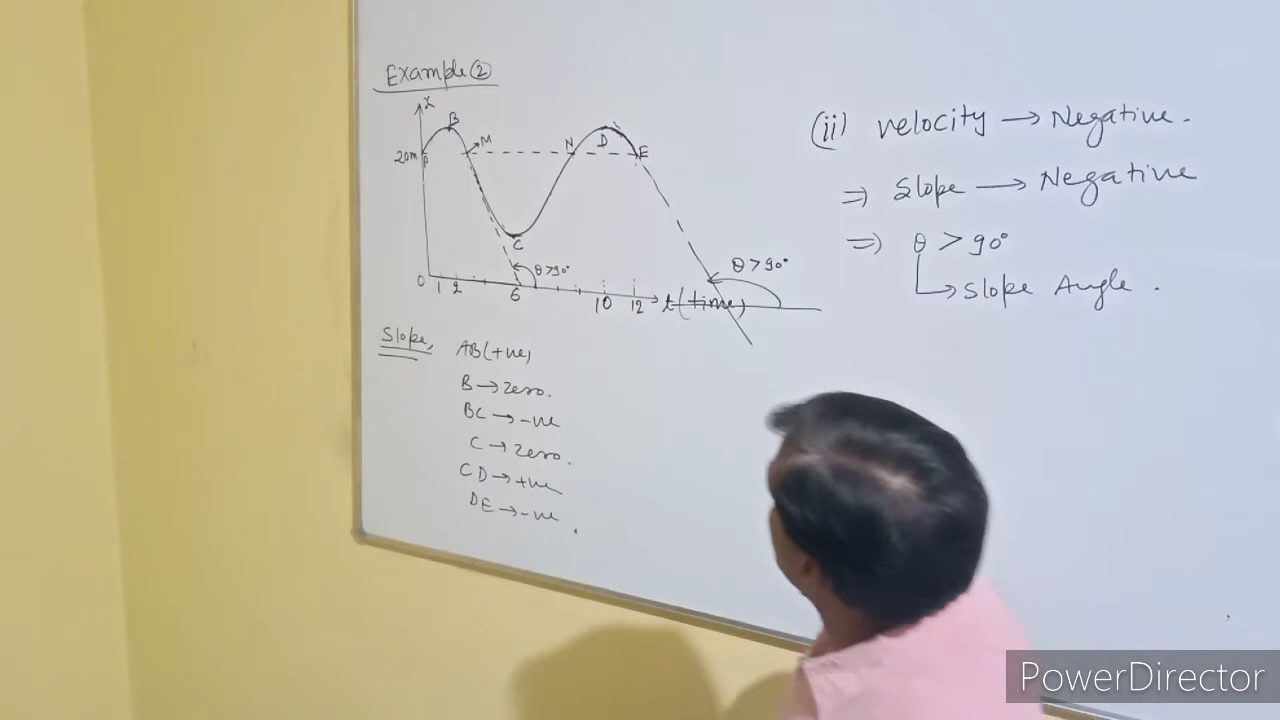 Example ②
x
B
M
N
D
E
20m
C
θ>90°
θ>90°
0 1 2 6 10 12 t(time)
Slope, AB(+ve)
B → zero.
BC → -ve
C → zero.
CD → +ve
DE → -ve.
(ii) velocity → Negative.
⇒ Slope → Negative
⇒ θ > 90°
↳ Slope Angle.
PowerDirector